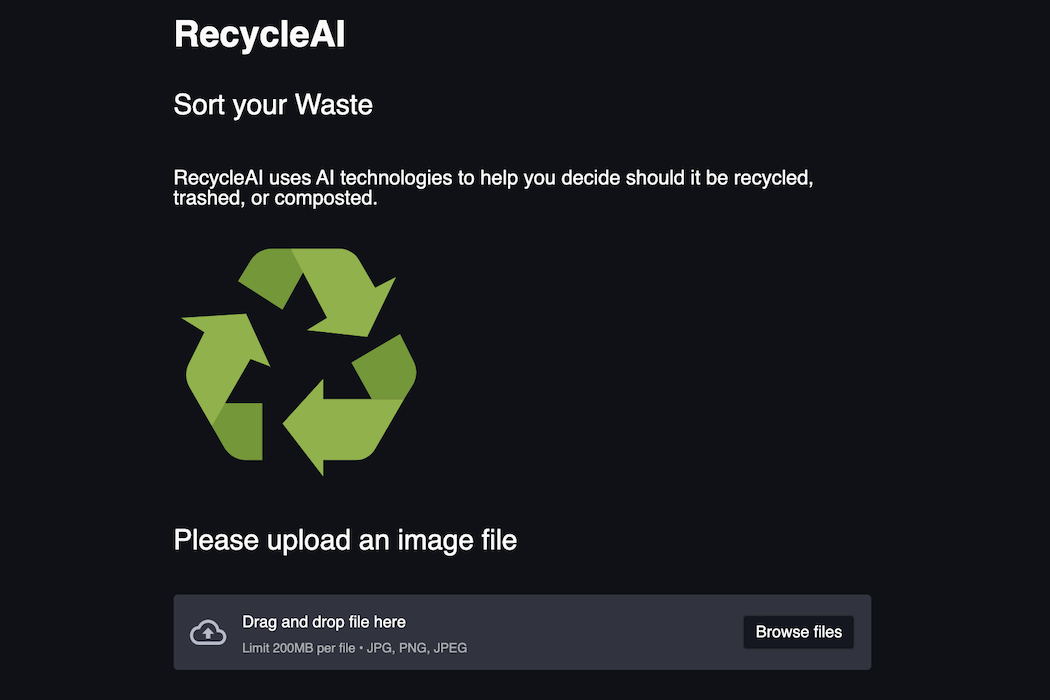 RecycleAI
Sort your Waste
RecycleAI uses AI technologies to help you decide should it be recycled,
trashed, or composted.
Please upload an image file
Drag and drop file here
Limit 200MB per file • JPG, PNG, JPEG
Browse files